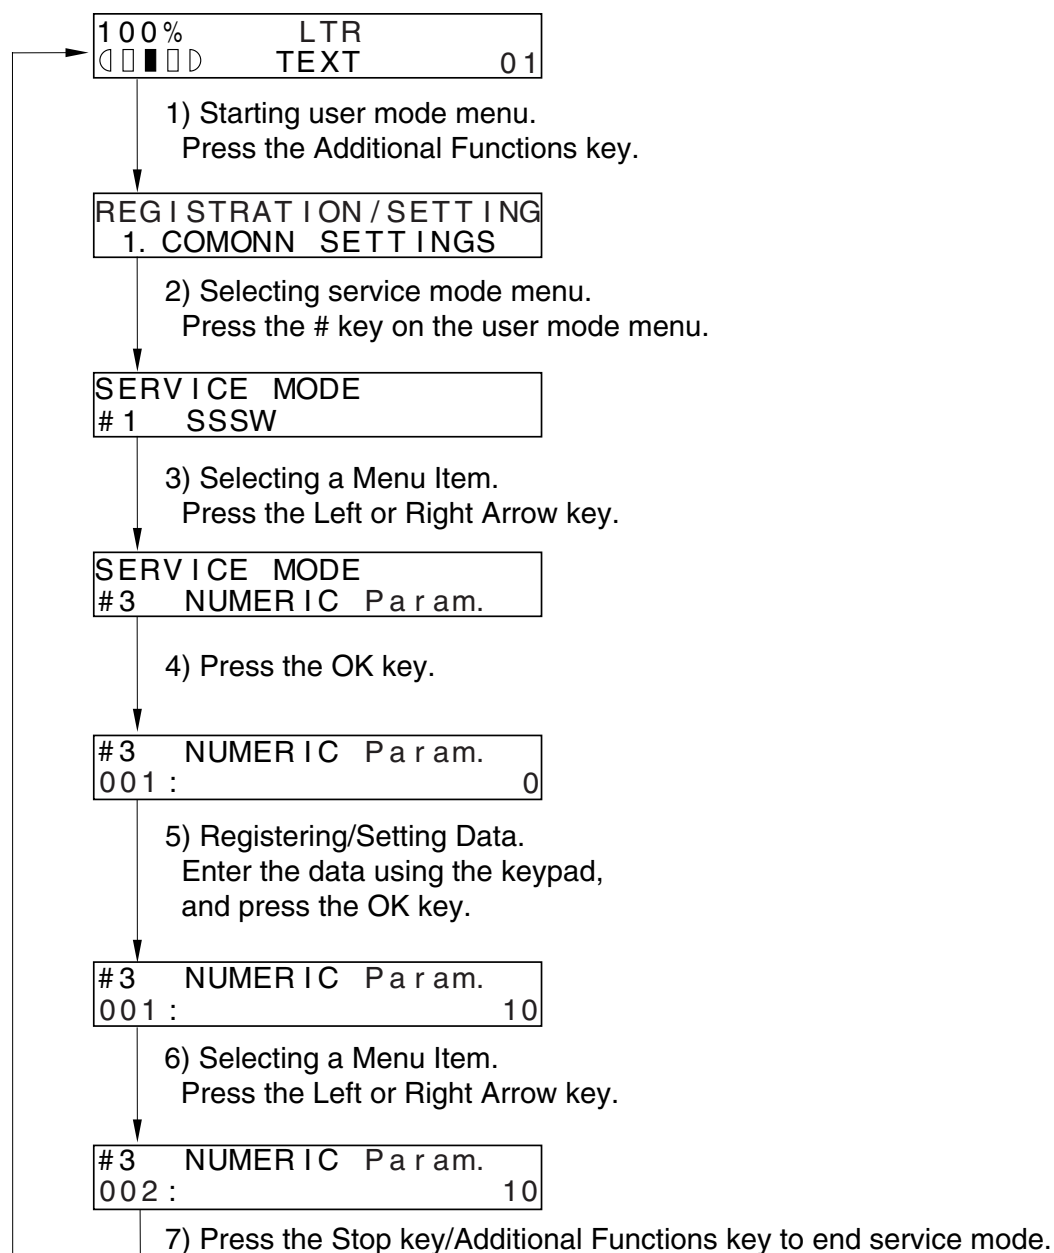 100% LTR
TEXT 01
1) Starting user mode menu.
Press the Additional Functions key.
REGISTRATION/SETTING
1. COMONN SETTINGS
2) Selecting service mode menu.
Press the # key on the user mode menu.
SERVICE MODE
#1 SSSW
3) Selecting a Menu Item.
Press the Left or Right Arrow key.
SERVICE MODE
#3 NUMERIC Param.
4) Press the OK key.
#3 NUMERIC Param.
001: 0
5) Registering/Setting Data.
Enter the data using the keypad,
and press the OK key.
#3 NUMERIC Param.
001: 10
6) Selecting a Menu Item.
Press the Left or Right Arrow key.
#3 NUMERIC Param.
002: 10
7) Press the Stop key/Additional Functions key to end service mode.